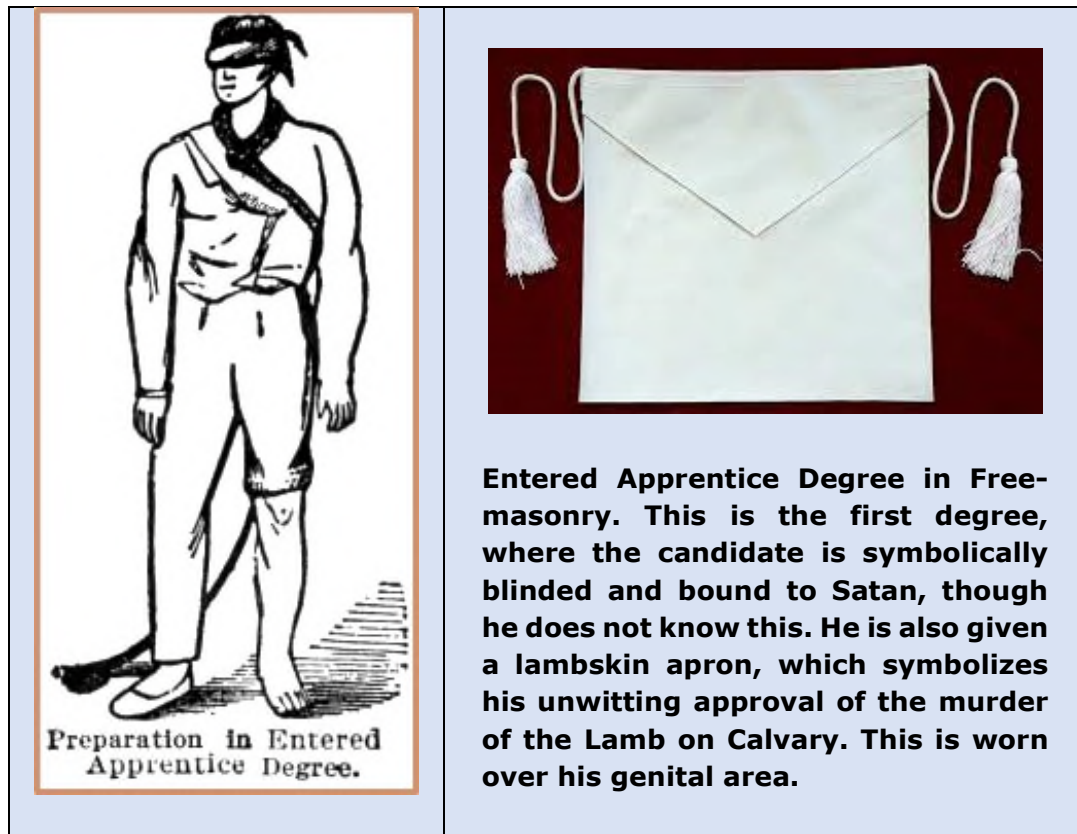 Preparation in Entered
Apprentice Degree.
Entered Apprentice Degree in Free-
masonry. This is the first degree,
where the candidate is symbolically
blinded and bound to Satan, though
he does not know this. He is also given
a lambskin apron, which symbolizes
his unwitting approval of the murder
of the Lamb on Calvary. This is worn
over his genital area.